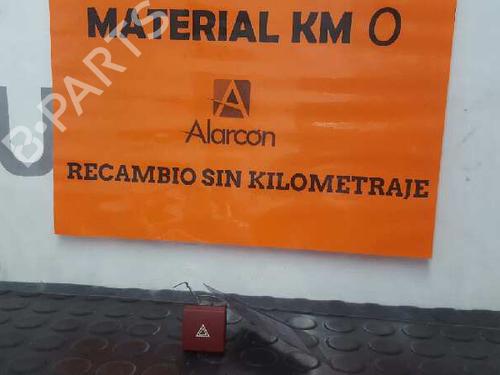 MATERIAL KM 0
B-PARTS
Alarcón
RECAMBIO SIN KILOMETRAJE